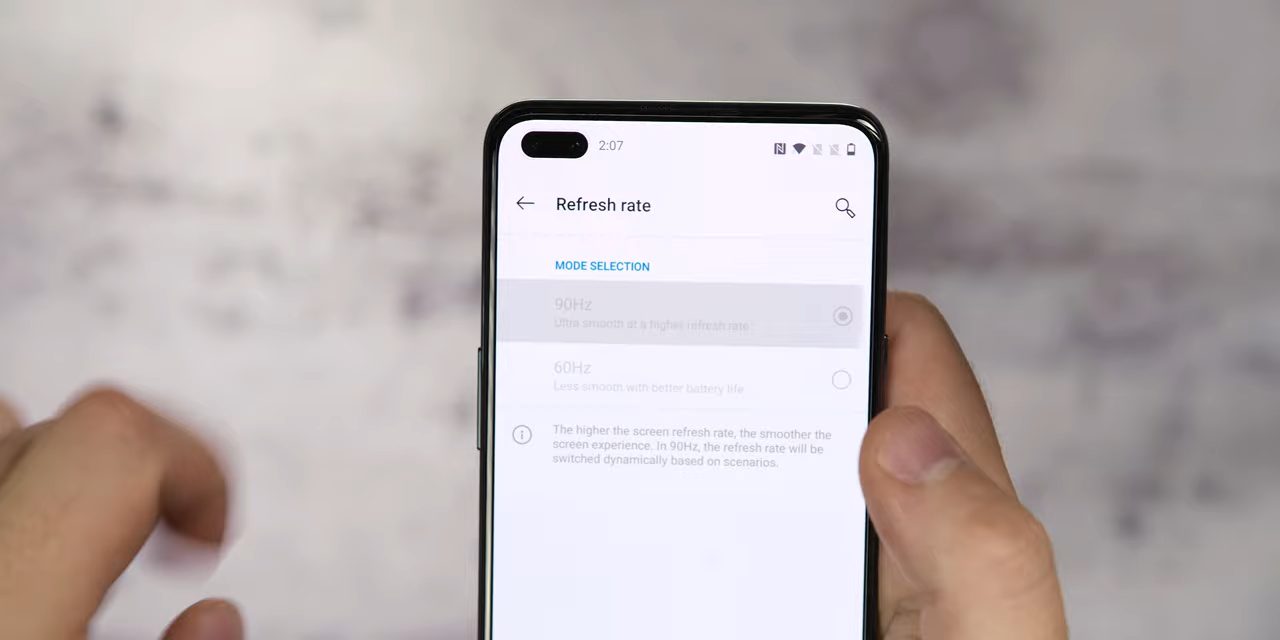 2:07
Refresh rate
MODE SELECTION
90Hz
Ultra smooth at a higher refresh rate
60Hz
Less smooth with better battery life
The higher the screen refresh rate, the smoother the
screen experience. In 90Hz, the refresh rate will be
switched dynamically based on scenarios.